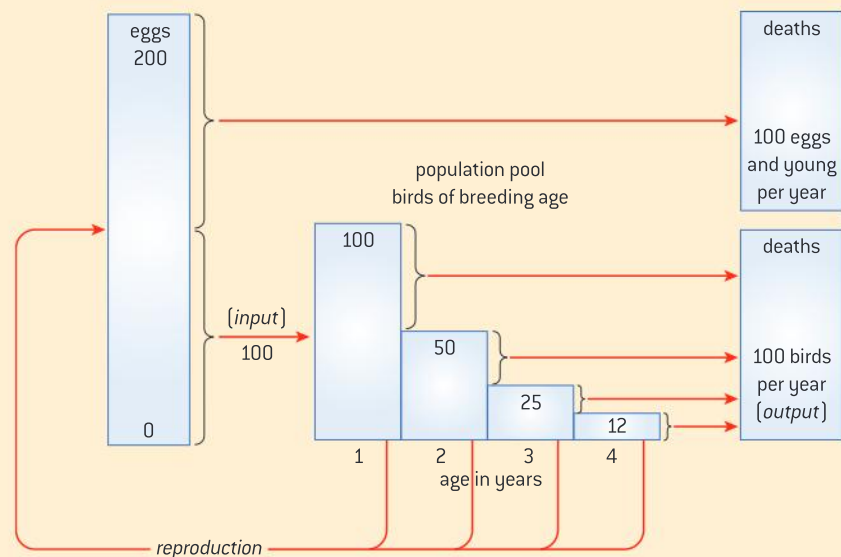 eggs
200
0
deaths
100 eggs
and young
per year
population pool
birds of breeding age
(input)
100
100
50
25
12
1 2 3 4
age in years
deaths
100 birds
per year
(output)
reproduction